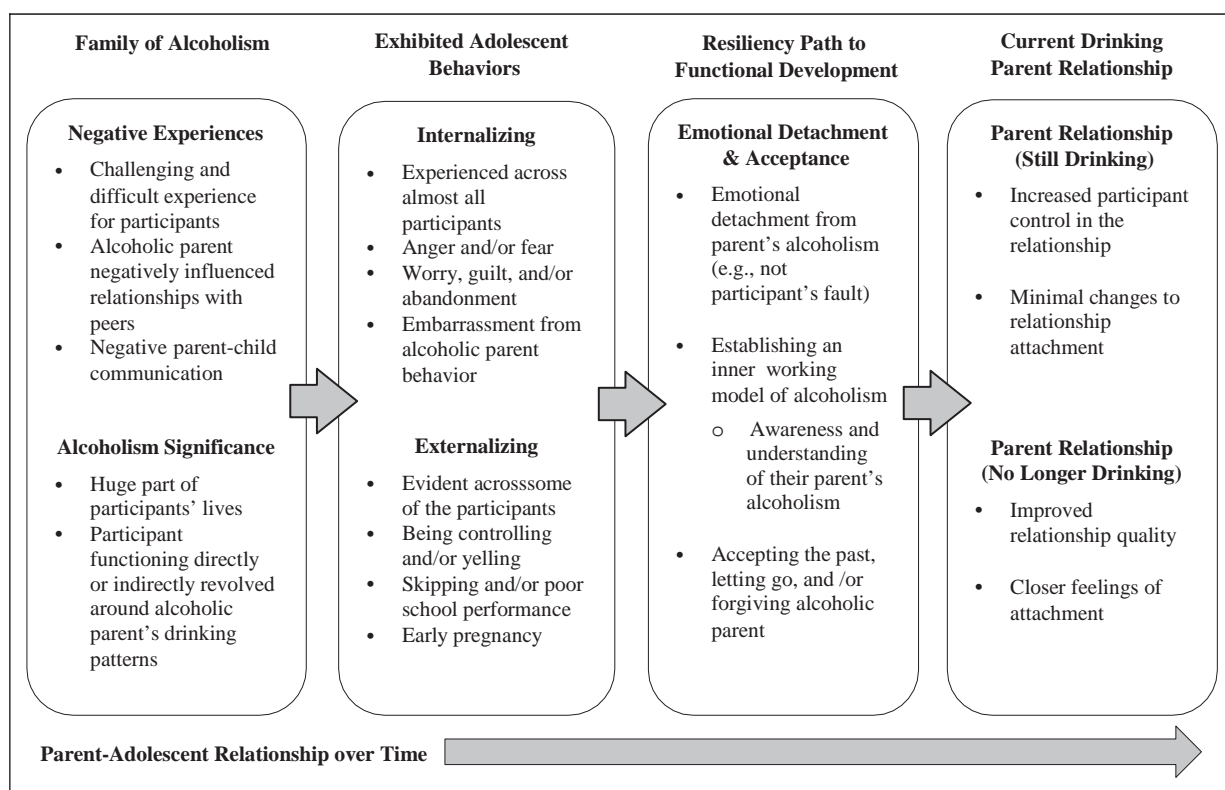 Family of Alcoholism
Exhibited Adolescent
Behaviors
Resiliency Path to
Functional Development
Current Drinking
Parent Relationship
Negative Experiences
• Challenging and
difficult experience
for participants
• Alcoholic parent
negatively influenced
relationships with
peers
• Negative parent-child
communication
Alcoholism Significance
• Huge part of
participants’ lives
• Participant
functioning directly
or indirectly revolved
around alcoholic
parent’s drinking
patterns
Internalizing
• Experienced across
almost all
participants
• Anger and/or fear
• Worry, guilt, and/or
abandonment
• Embarrassment from
alcoholic parent
behavior
Externalizing
• Evident acrosssome
of the participants
• Being controlling
and/or yelling
• Skipping and/or poor
school performance
• Early pregnancy
Emotional Detachment
& Acceptance
• Emotional
detachment from
parent’s alcoholism
(e.g., not
participant’s fault)
• Establishing an
inner working
model of alcoholism
o Awareness and
understanding
of their parent’s
alcoholism
• Accepting the past,
letting go, and /or
forgiving alcoholic
parent
Parent Relationship
(Still Drinking)
• Increased participant
control in the
relationship
• Minimal changes to
relationship
attachment
Parent Relationship
(No Longer Drinking)
• Improved
relationship quality
• Closer feelings of
attachment
Parent-Adolescent Relationship over Time